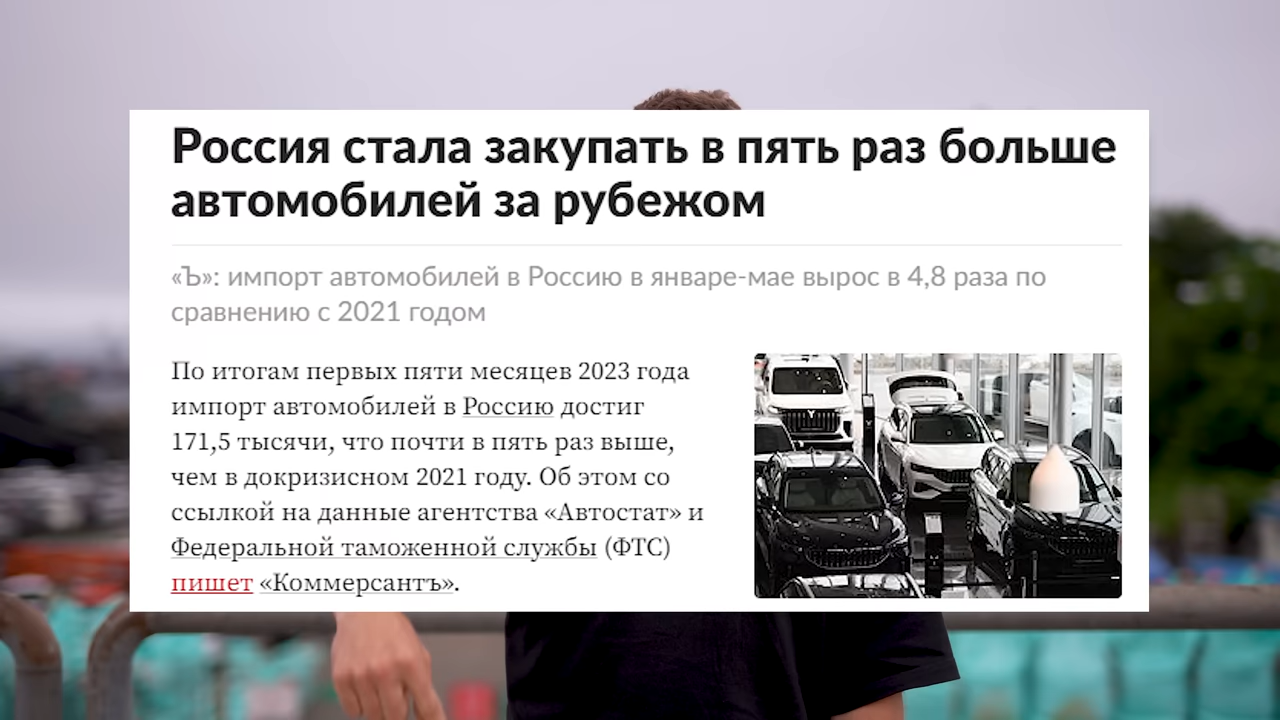 Россия стала закупать в пять раз больше
автомобилей за рубежом
«Ъ»: импорт автомобилей в Россию в январе-мае вырос в 4,8 раза по
сравнению с 2021 годом
По итогам первых пяти месяцев 2023 года
импорт автомобилей в Россию достиг
171,5 тысячи, что почти в пять раз выше,
чем в докризисном 2021 году. Об этом со
ссылкой на данные агентства «Автостат» и
Федеральной таможенной службы (ФТС)
пишет «Коммерсантъ».